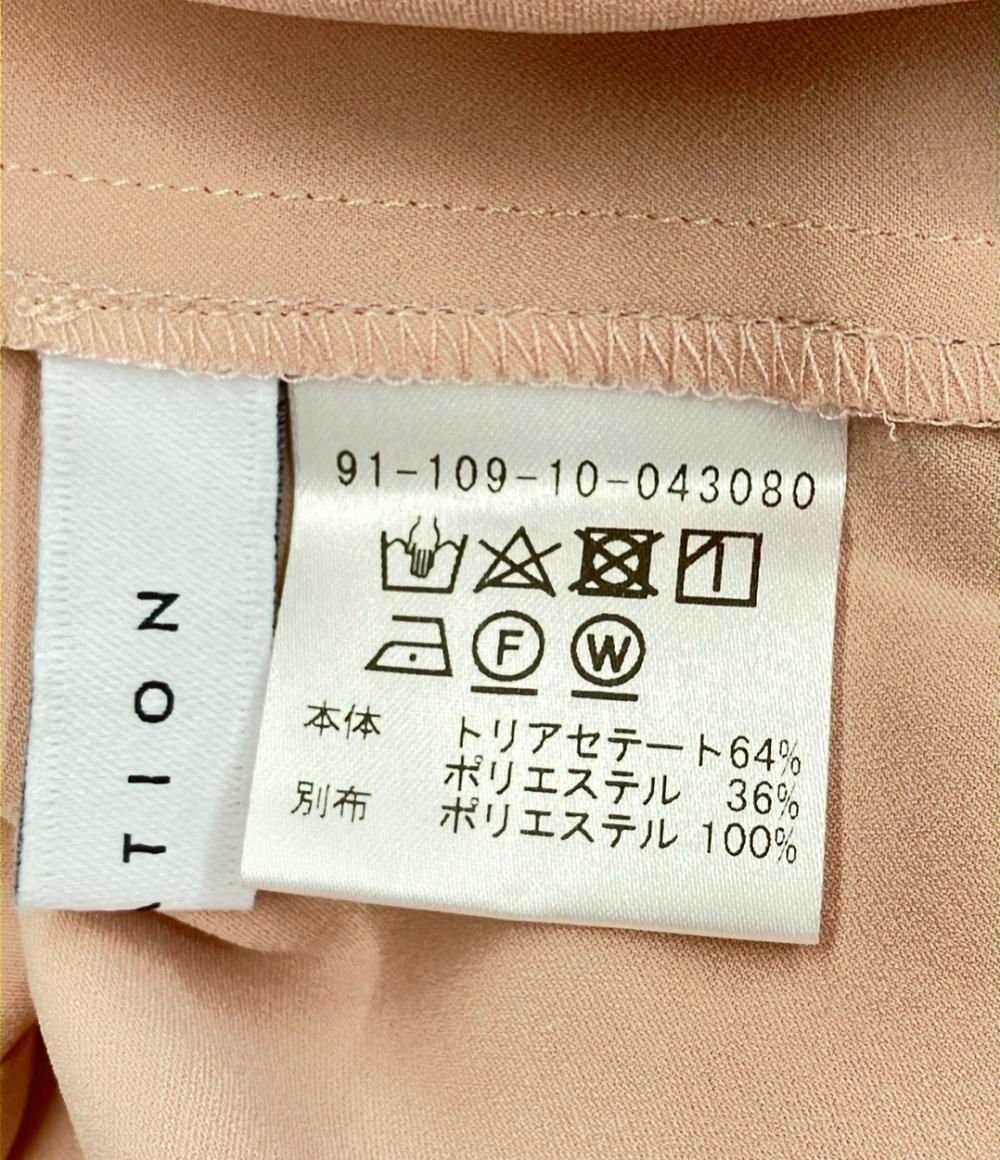 91-109-10-043080
F W
本体 トリアセテート64%
ポリエステル 36%
別布 ポリエステル 100%
TION